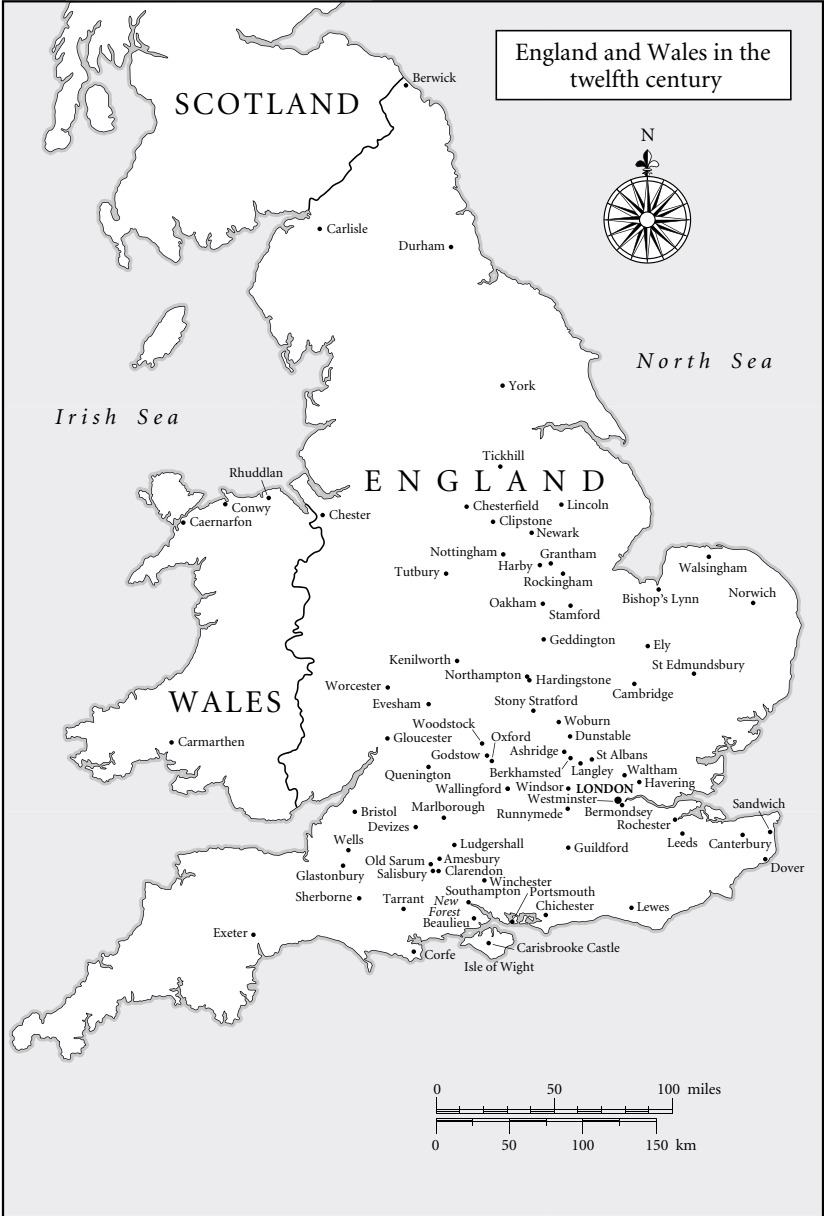 England and Wales in the
twelfth century
N
SCOTLAND
Berwick
Carlisle
Durham
North Sea
York
Irish Sea
Tickhill
ENGLAND
Rhuddlan
Conwy
Caernarfon
Chester
Chesterfield
Lincoln
Clipstone
Newark
Nottingham
Grantham
Harby
Tutbury
Rockingham
Walsingham
Bishop's Lynn
Norwich
Oakham
Stamford
Geddington
Ely
Kenilworth
St Edmundsbury
Northampton
Hardingstone
Cambridge
Worcester
WALES
Evesham
Stony Stratford
Woodstock
Woburn
Carmarthen
Gloucester
Oxford
Dunstable
Godstow
Ashridge
St Albans
Quenington
Berkhamsted
Langley
Waltham
Havering
Wallingford
Windsor
LONDON
Westminster
Bermondsey
Sandwich
Bristol
Marlborough
Runnymede
Rochester
Devizes
Wells
Ludgershall
Guildford
Leeds
Canterbury
Old Sarum
Amesbury
Glastonbury
Salisbury
Clarendon
Dover
Winchester
Sherborne
Tarrant
New
Forest
Southampton
Portsmouth
Chichester
Lewes
Beaulieu
Exeter
Corfe
Carisbrooke Castle
Isle of Wight
0 50 100 miles
0 50 100 150 km